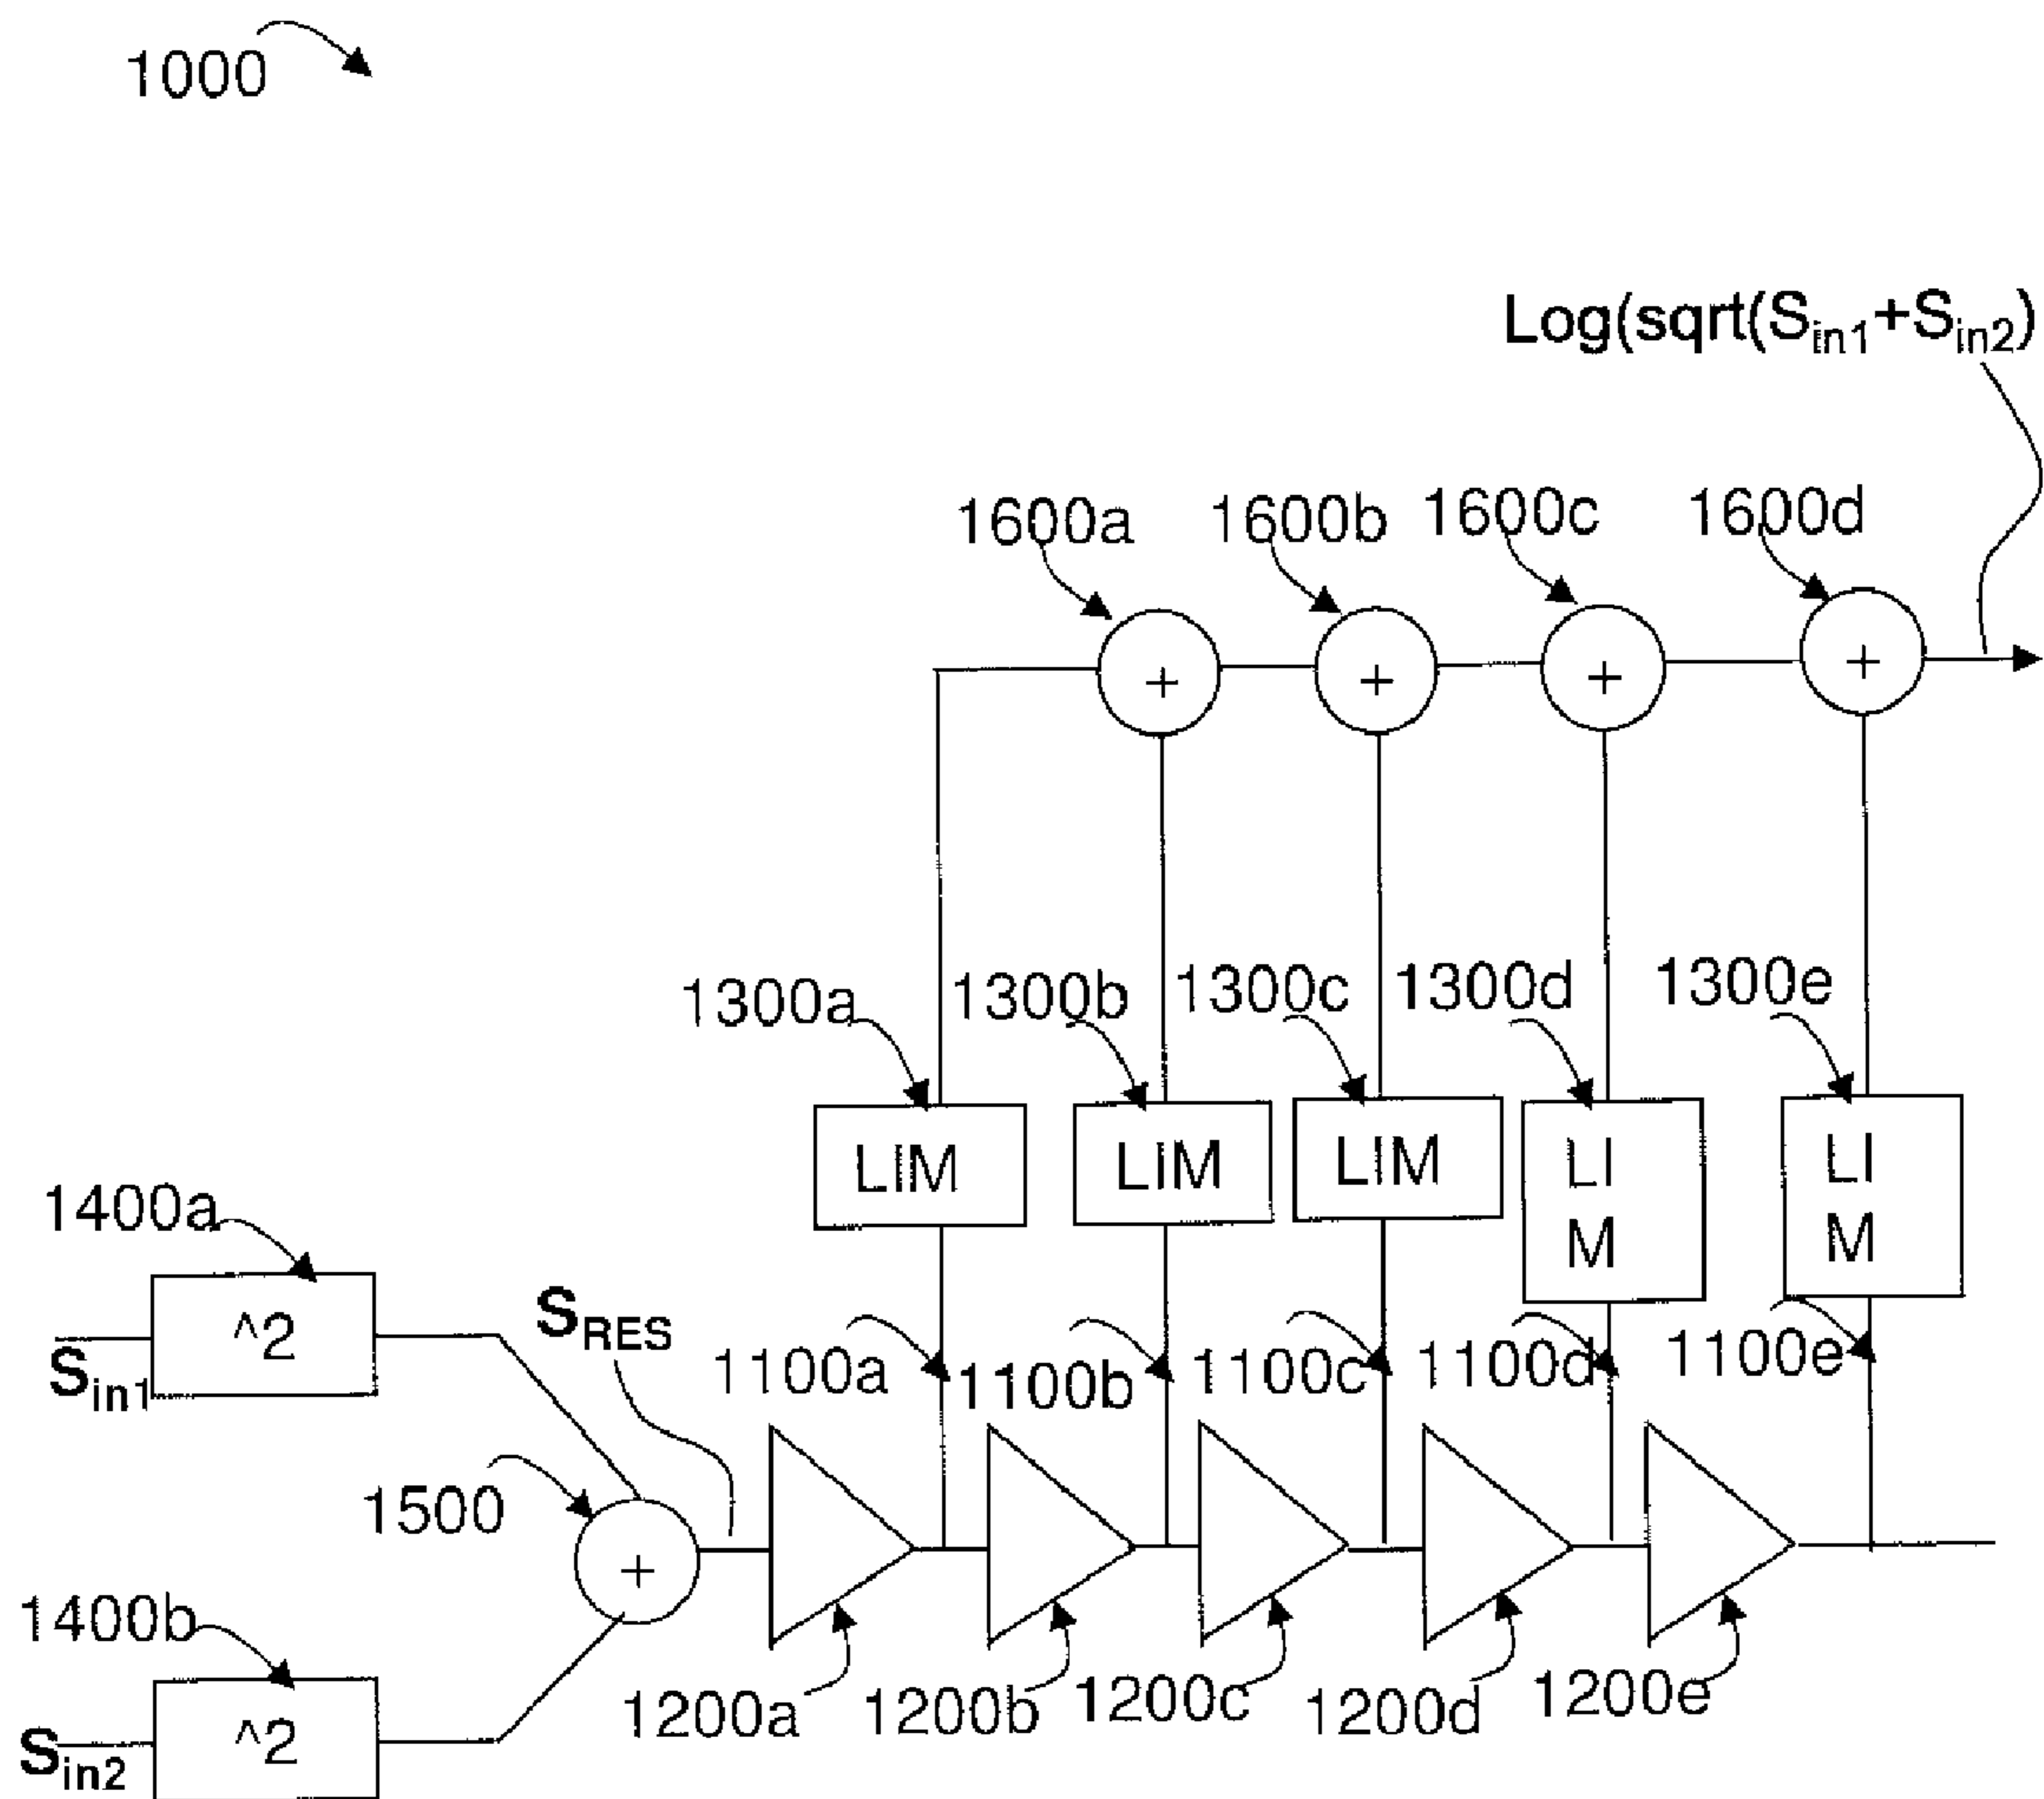 1000
Log(sqrt(Sin1+Sin2)
1600a 1600b 1600c 1600d
+ + + +
1300a 1300b 1300c 1300d 1300e
LIM LIM LIM LI M LI M
1400a
^2
Sin1
SRES
1100a 1100b 1100c 1100d 1100e
1500
+
1400b
^2
Sin2
1200a 1200b 1200c 1200d 1200e